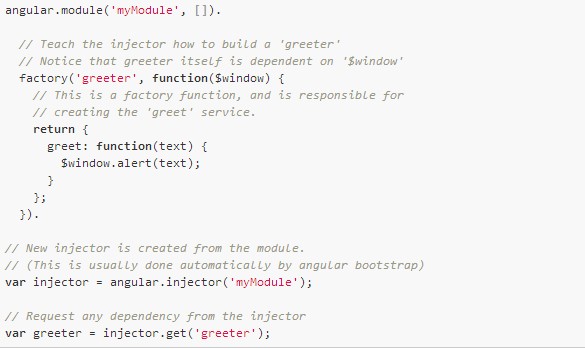 angular.module('myModule', []).
// Teach the injector how to build a 'greeter'
// Notice that greeter itself is dependent on '$window'
factory('greeter', function($window) {
// This is a factory function, and is responsible for
// creating the 'greet' service.
return {
greet: function(text) {
$window.alert(text);
}
};
}).
// New injector is created from the module.
// (This is usually done automatically by angular bootstrap)
var injector = angular.injector('myModule');
// Request any dependency from the injector
var greeter = injector.get('greeter');